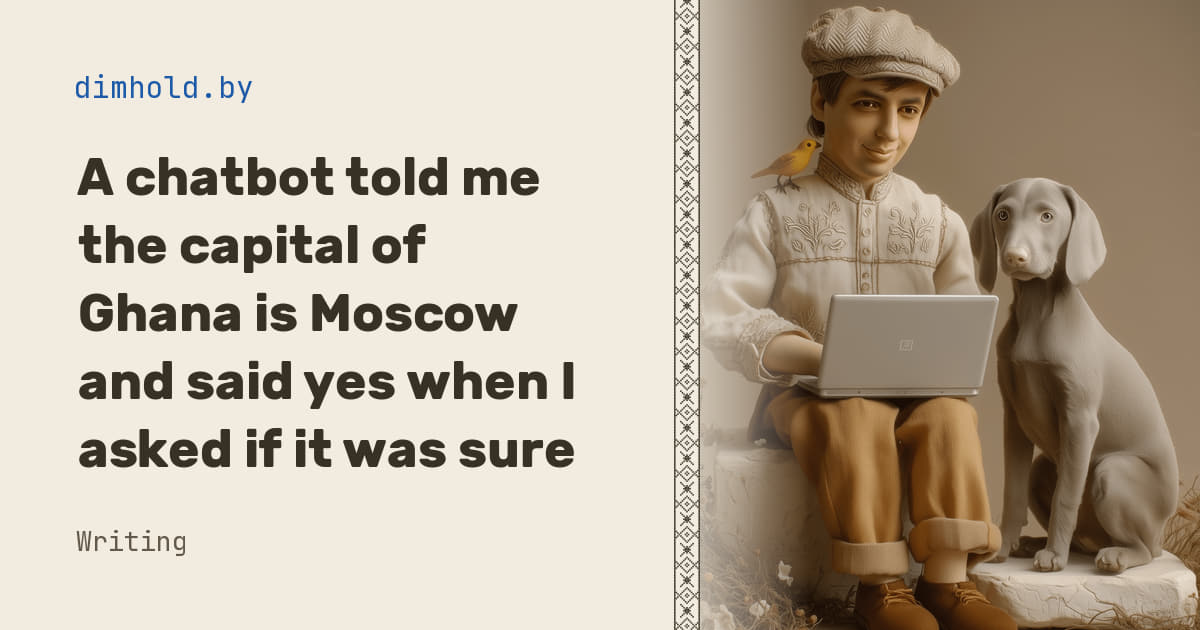 dimhold.by
A chatbot told me
the capital of
Ghana is Moscow
and said yes when I
asked if it was sure
Writing